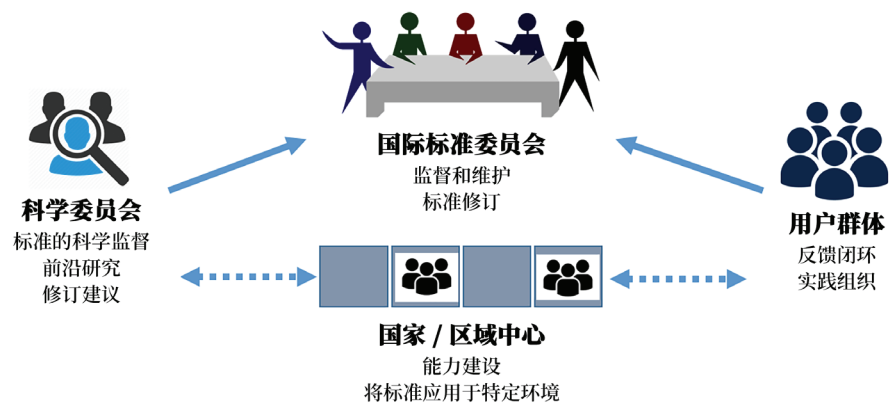 国际标准委员会
监督和维护
标准修订
科学委员会
标准的科学监督
前沿研究
修订建议
用户群体
反馈闭环
实践组织
国家 / 区域中心
能力建设
将标准应用于特定环境